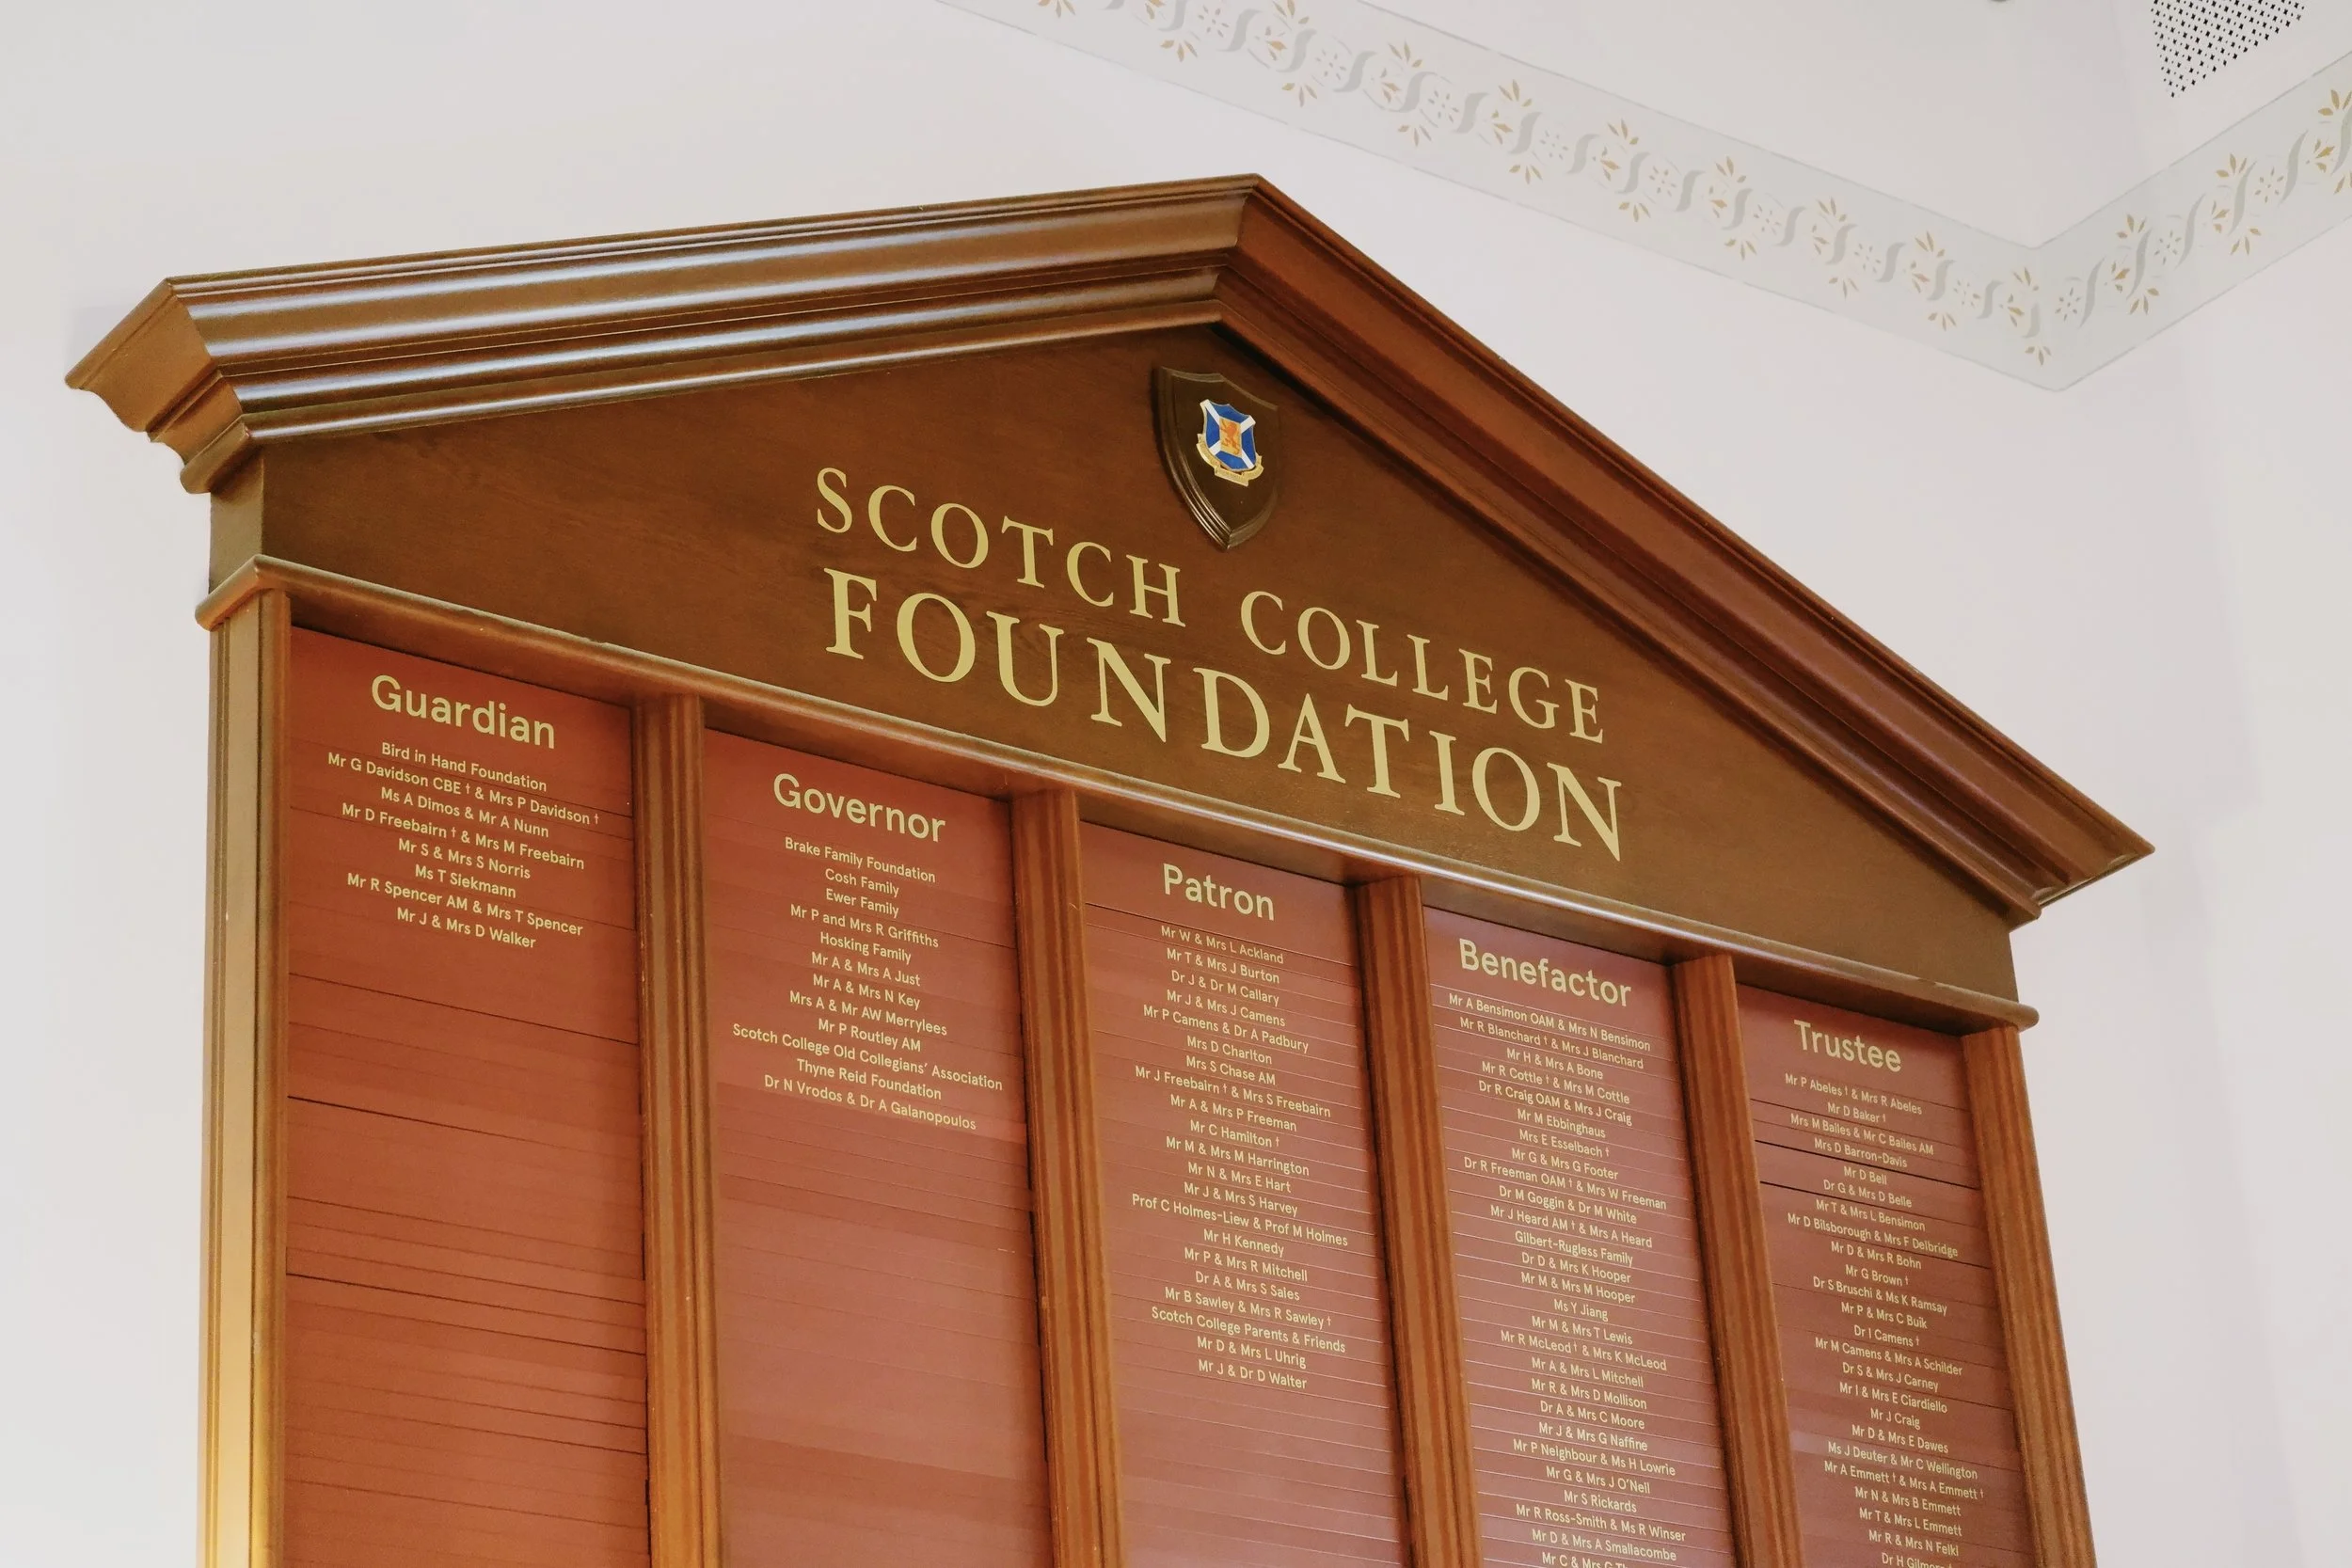 SCOTCH COLLEGE
FOUNDATION
Guardian
Bird in Hand Foundation
Mr G Davidson CBE † & Mrs P Davidson †
Ms A Dimos & Mr A Nunn
Mr D Freebairn † & Mrs M Freebairn
Mr S & Mrs S Norris
Ms T Siekmann
Mr R Spencer AM & Mrs T Spencer
Mr J & Mrs D Walker
Governor
Brake Family Foundation
Cosh Family
Ewer Family
Mr P and Mrs R Griffiths
Hosking Family
Mr A & Mrs A Just
Mr A & Mrs N Key
Mrs A & Mr AW Merrylees
Mr P Routley AM
Scotch College Old Collegians' Association
Thyne Reid Foundation
Dr N Vrodos & Dr A Galanopoulos
Patron
Mr W & Mrs L Ackland
Mr T & Mrs J Burton
Dr J & Dr M Callary
Mr J & Mrs J Camens
Mr P Camens & Dr A Padbury
Mrs D Charlton
Mrs S Chase AM
Mr J Freebairn † & Mrs S Freebairn
Mr A & Mrs P Freeman
Mr C Hamilton †
Mr M & Mrs M Harrington
Mr N & Mrs E Hart
Mr J & Mrs S Harvey
Prof C Holmes-Liew & Prof M Holmes
Mr H Kennedy
Mr P & Mrs R Mitchell
Dr A & Mrs S Sales
Mr B Sawley & Mrs R Sawley †
Scotch College Parents & Friends
Mr D & Mrs L Uhrig
Mr J & Dr D Walter
Benefactor
Mr A Bensimon OAM & Mrs N Bensimon
Mr R Blanchard † & Mrs J Blanchard
Mr H & Mrs A Bone
Mr R Cottle † & Mrs M Cottle
Dr R Craig OAM & Mrs J Craig
Mr M Ebbinghaus
Mrs E Esselbach †
Mr G & Mrs G Footer
Dr R Freeman OAM † & Mrs W Freeman
Dr M Goggin & Dr M White
Mr J Heard AM † & Mrs A Heard
Gilbert-Rugless Family
Dr D & Mrs K Hooper
Mr M & Mrs M Hooper
Ms Y Jiang
Mr M & Mrs T Lewis
Mr R McLeod † & Mrs K McLeod
Mr A & Mrs L Mitchell
Mr R & Mrs D Mollison
Dr A & Mrs C Moore
Mr J & Mrs G Naffine
Mr P Neighbour & Ms H Lowrie
Mr G & Mrs J O'Neil
Mr S Rickards
Mr R Ross-Smith & Ms R Winser
Mr D & Mrs A Smallacombe
Mr C & Mrs
Trustee
Mr P Abeles † & Mrs R Abeles
Mr D Baker †
Mrs M Bailes & Mr C Bailes AM
Mrs D Barron-Davis
Mr D Bell
Dr G & Mrs D Belle
Mr T & Mrs L Bensimon
Mr D Bilsborough & Mrs F Delbridge
Mr D & Mrs R Bohn
Mr G Brown †
Dr S Bruschi & Ms K Ramsay
Mr P & Mrs C Buik
Dr I Camens †
Mr M Camens & Mrs A Schilder
Dr S & Mrs J Carney
Mr I & Mrs E Ciardiello
Mr J Craig
Mr D & Mrs E Dawes
Ms J Deuter & Mr C Wellington
Mr A Emmett † & Mrs A Emmett †
Mr N & Mrs B Emmett
Mr T & Mrs L Emmett
Mr R & Mrs N Felkl
Dr H